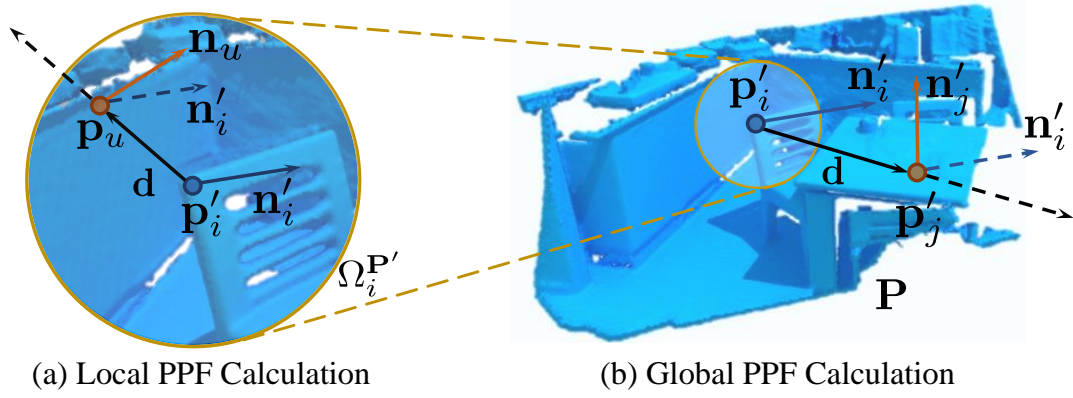 n_u
n'_i
p_u
d
p'_i
n'_i
Ω_i^{P'}
p'_i
n'_i
n'_j
n'_i
d
p'_j
P
(a) Local PPF Calculation
(b) Global PPF Calculation